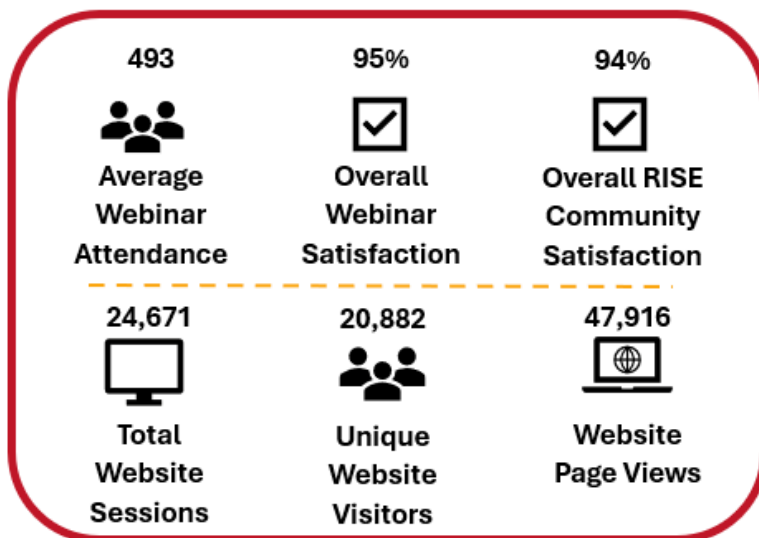 493
Average
Webinar
Attendance
95%
Overall
Webinar
Satisfaction
94%
Overall RISE
Community
Satisfaction
24,671
Total
Website
Sessions
20,882
Unique
Website
Visitors
47,916
Website
Page Views